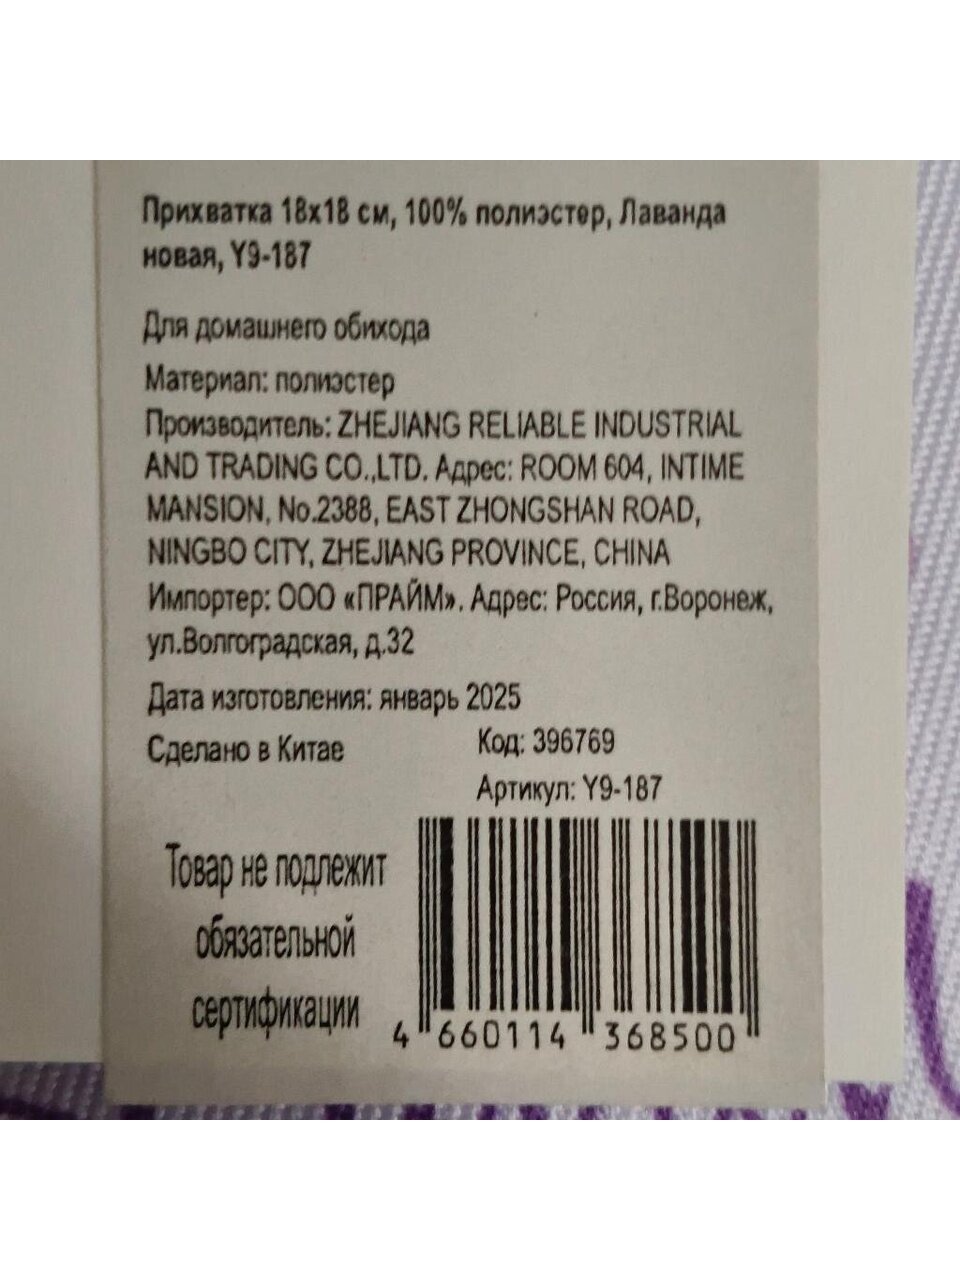 Прихватка 18х18 см, 100% полиэстер, Лаванда
новая, Y9-187
Для домашнего обихода
Материал: полиэстер
Производитель: ZHEJIANG RELIABLE INDUSTRIAL
AND TRADING CO.,LTD. Адрес: ROOM 604, INTIME
MANSION, No.2388, EAST ZHONGSHAN ROAD,
NINGBO CITY, ZHEJIANG PROVINCE, CHINA
Импортер: ООО «ПРАЙМ». Адрес: Россия, г.Воронеж,
ул.Волгоградская, д.32
Дата изготовления: январь 2025
Сделано в Китае
Код: 396769
Артикул: Y9-187
Товар не подлежит
обязательной
сертификации
4 660114 368500